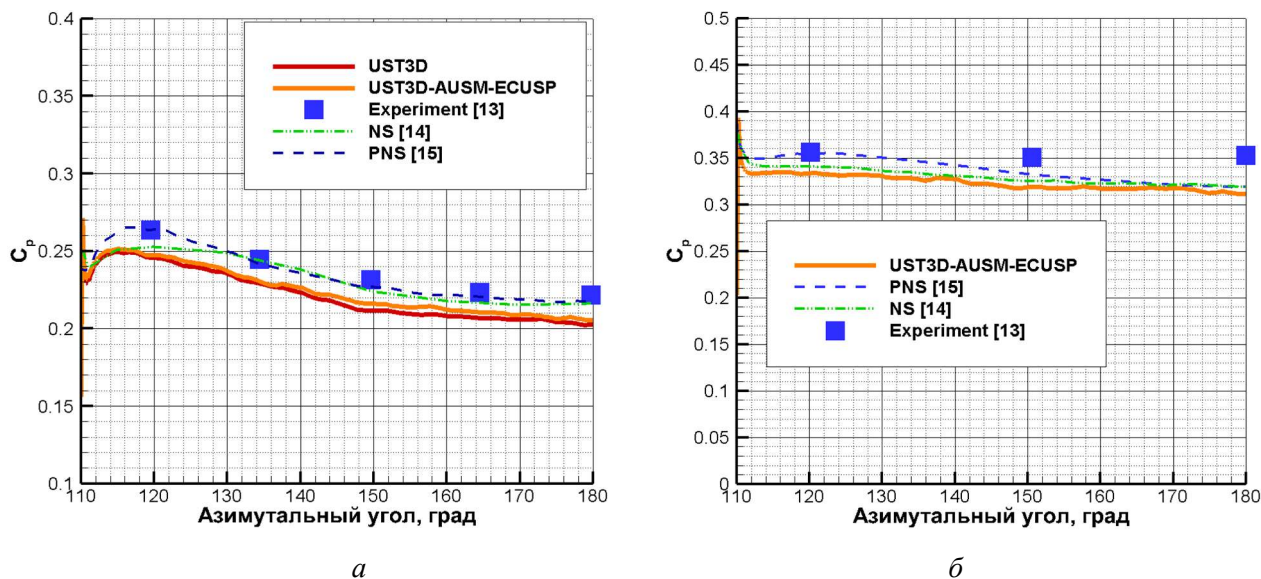 0.4
0.35
0.3
0.25
0.2
0.15
0.1
Cp
UST3D
UST3D-AUSM-ECUSP
Experiment [13]
NS [14]
PNS [15]
110 120 130 140 150 160 170 180
Азимутальный угол, град
а
0.5
0.45
0.4
0.35
0.3
0.25
0.2
0.15
0.1
0.05
0
Cp
UST3D-AUSM-ECUSP
PNS [15]
NS [14]
Experiment [13]
110 120 130 140 150 160 170 180
Азимутальный угол, град
б